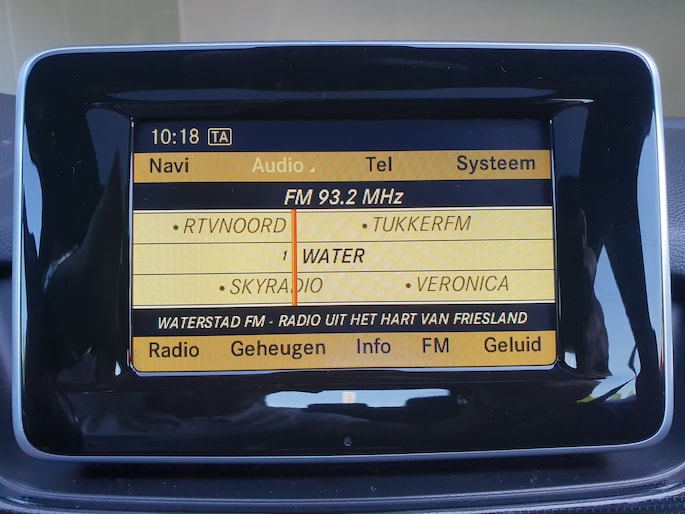 10:18 TA
Navi Audio Tel Systeem
FM 93.2 MHz
•RTVNOORD •TUKKERFM
1 WATER
•SKYRADIO •VERONICA
WATERSTAD FM - RADIO UIT HET HART VAN FRIESLAND
Radio Geheugen Info FM Geluid